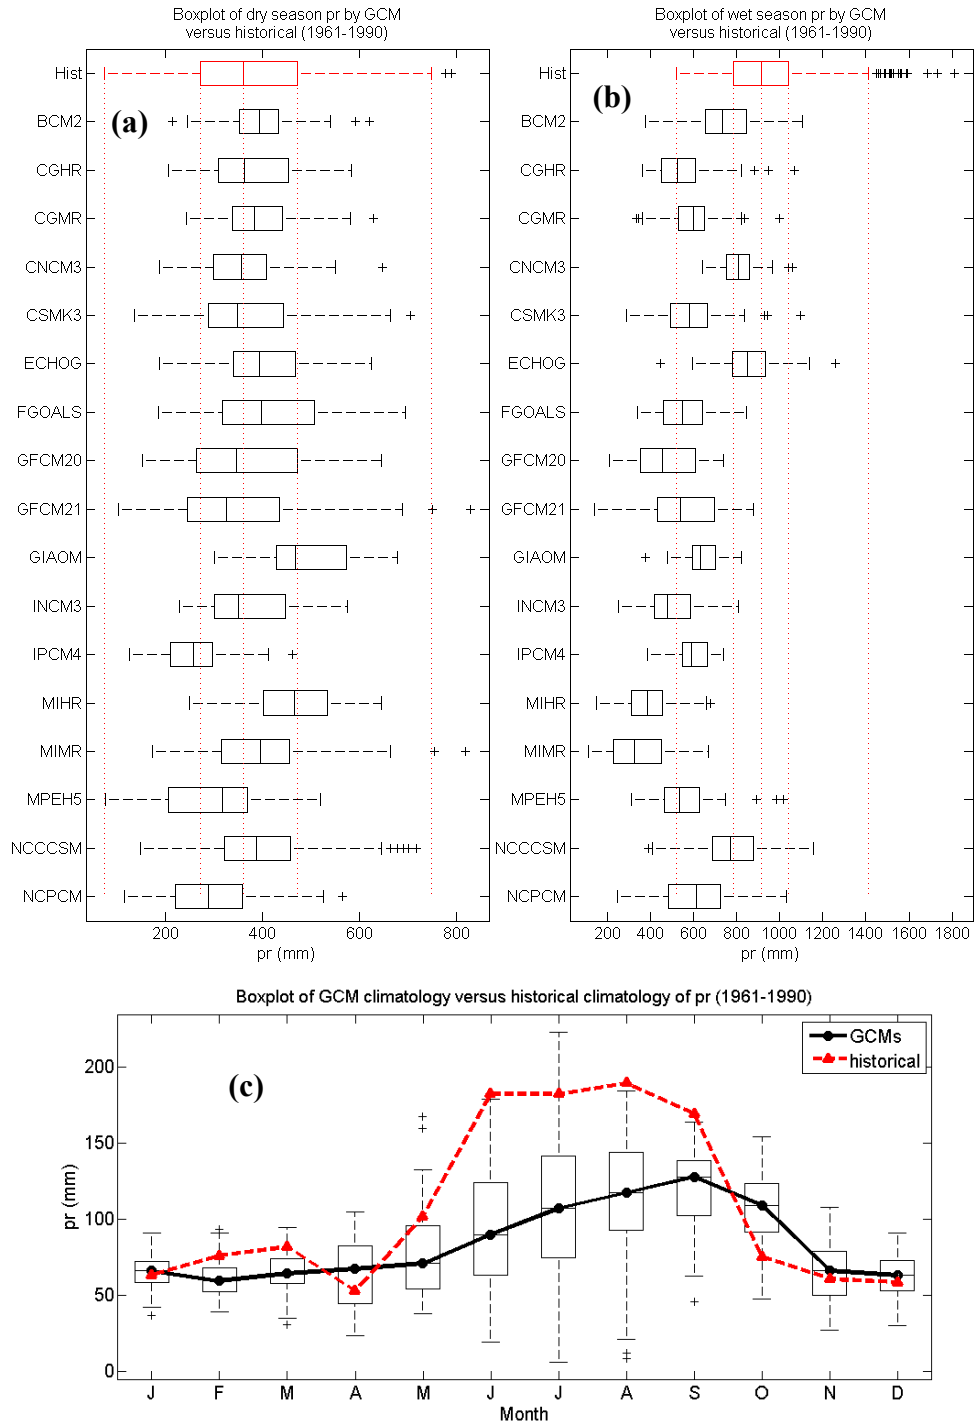 Boxplot of dry season pr by GCM
versus historical (1961-1990)
Hist
BCM2
CGHR
CGMR
CNCM3
CSMK3
ECHOG
FGOALS
GFCM20
GFCM21
GIAOM
INCM3
IPCM4
MIHR
MIMR
MPEH5
NCCCSM
NCPCM
(a)
200 400 600 800
pr (mm)
Boxplot of wet season pr by GCM
versus historical (1961-1990)
Hist
BCM2
CGHR
CGMR
CNCM3
CSMK3
ECHOG
FGOALS
GFCM20
GFCM21
GIAOM
INCM3
IPCM4
MIHR
MIMR
MPEH5
NCCCSM
NCPCM
(b)
200 400 600 800 1000 1200 1400 1600 1800
pr (mm)
Boxplot of GCM climatology versus historical climatology of pr (1961-1990)
(c)
GCMs
historical
200
150
100
50
0
pr (mm)
J F M A M J J A S O N D
Month